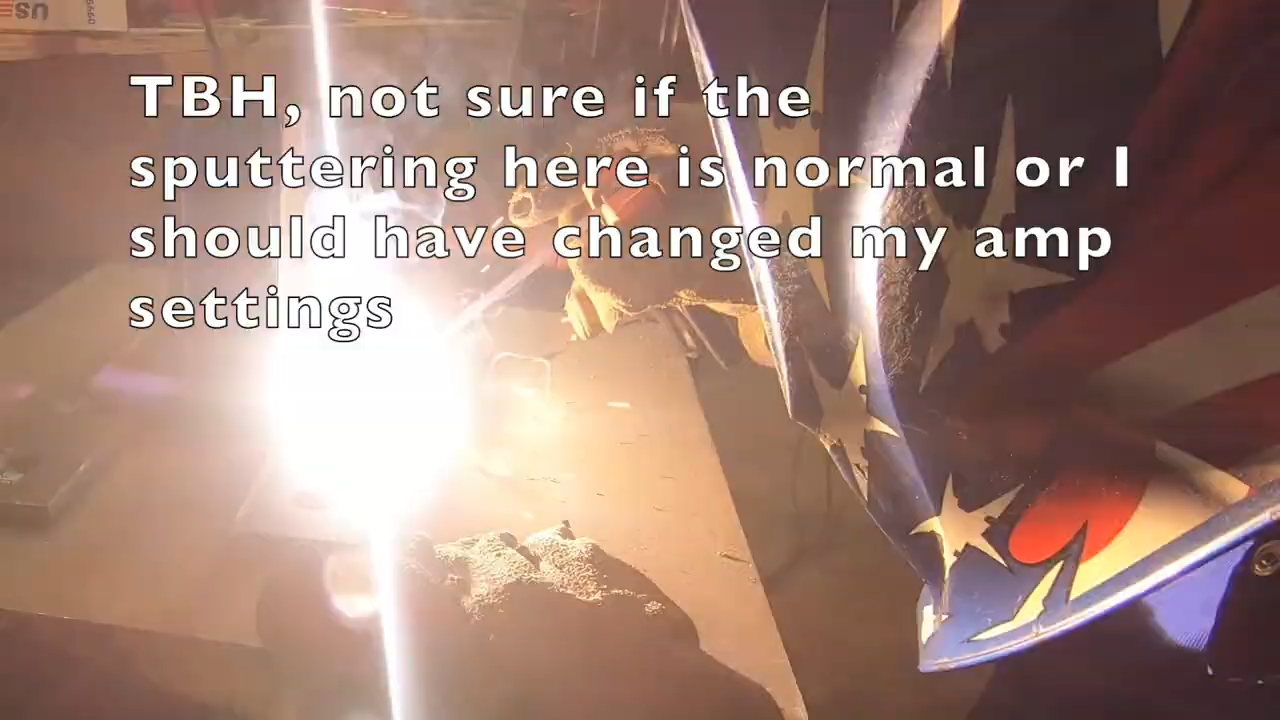 TBH, not sure if the
sputtering here is normal or I
should have changed my amp
settings